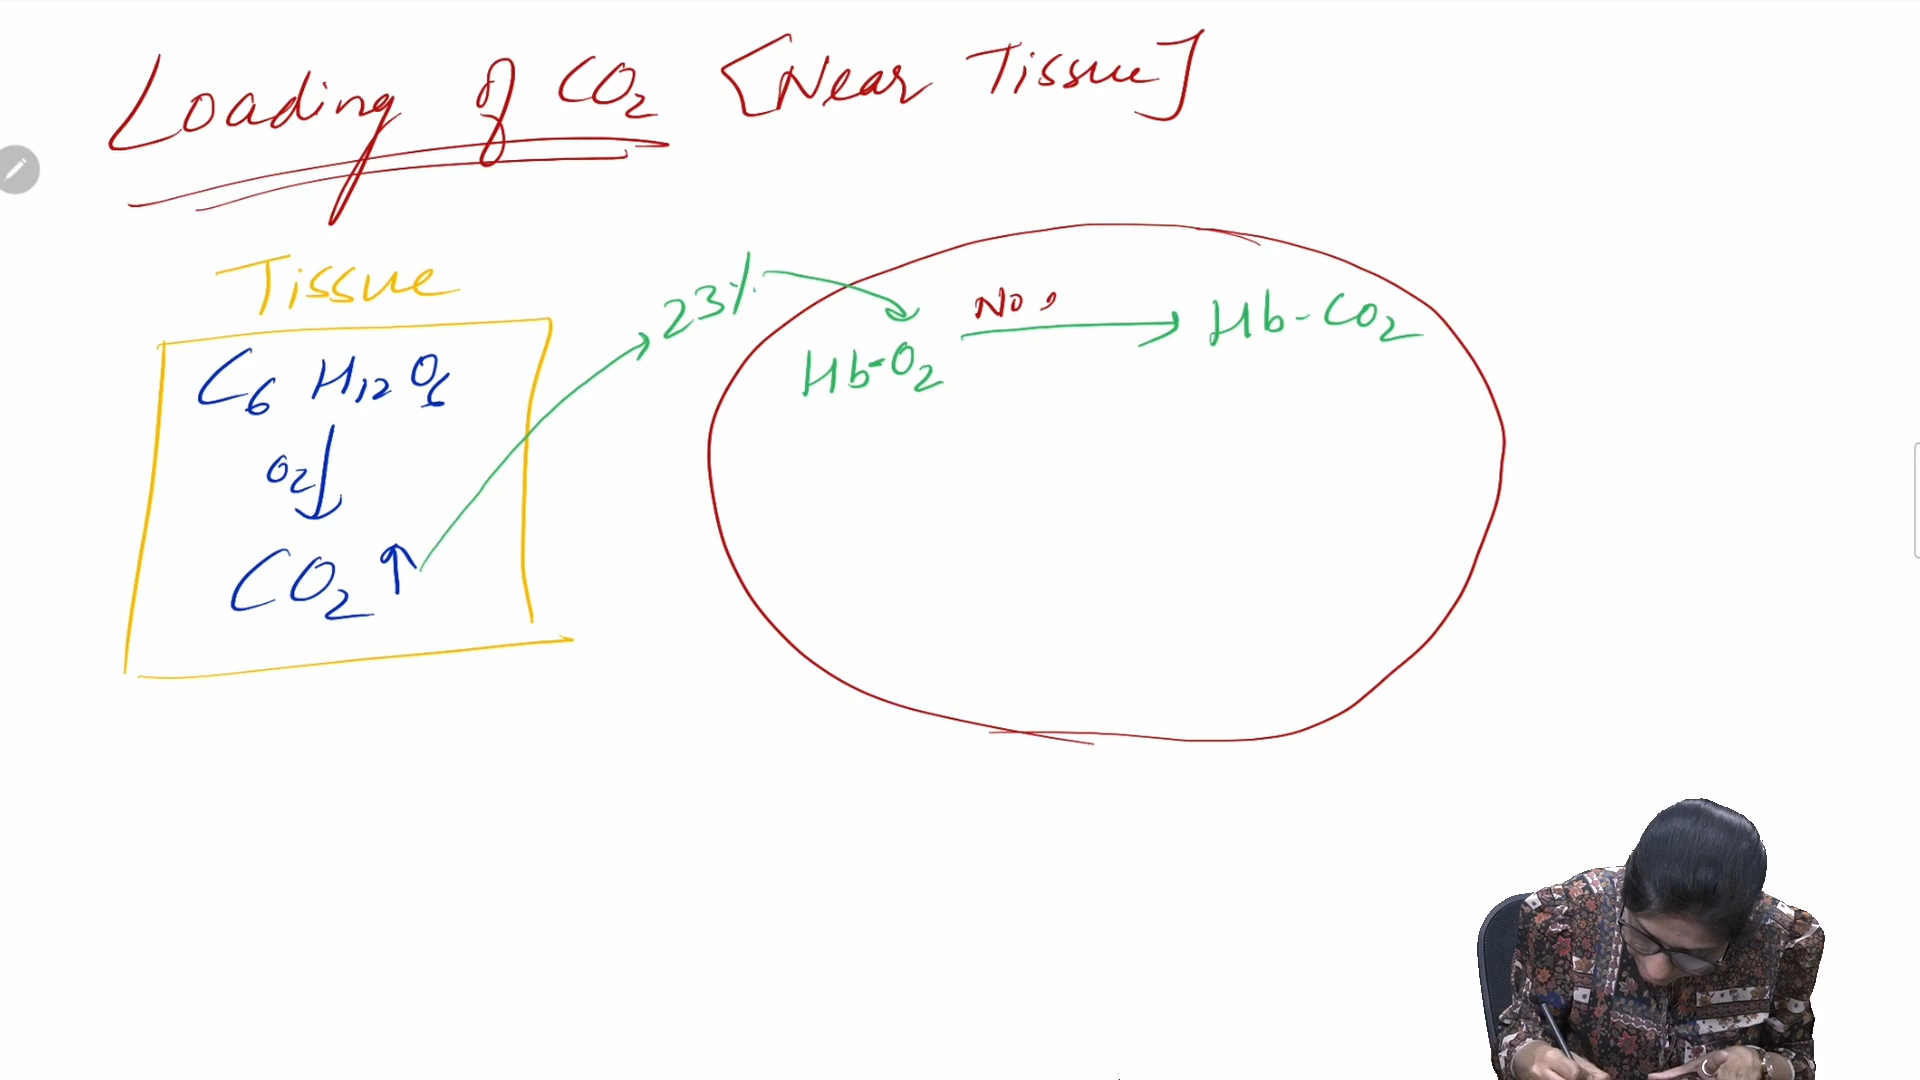 Loading of CO2 [Near Tissue]
Tissue
C6 H12 O6
O2
CO2 ↑
23%
Hb-O2
No,
Hb-CO2